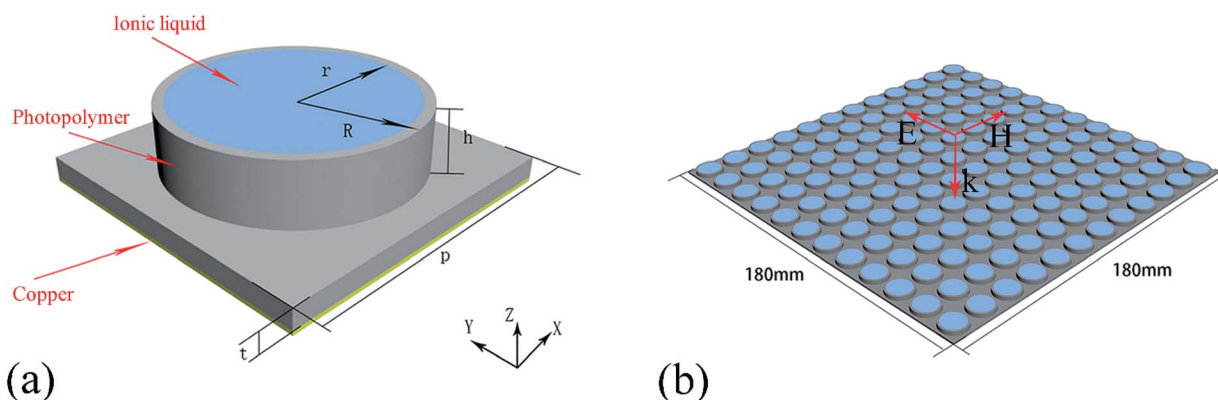 Ionic liquid
r
Photopolymer
R
h
p
Copper
t
Y
Z
X
(a)
E
H
k
180mm
180mm
(b)